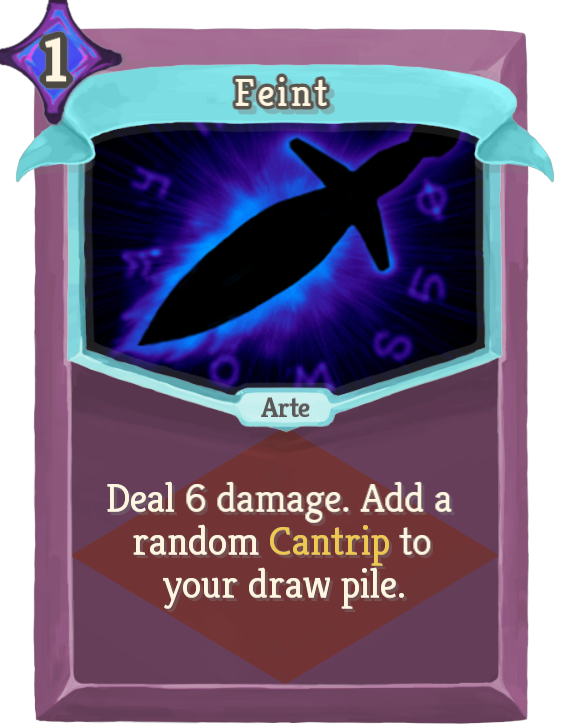 1
Feint
Arte
Deal 6 damage. Add a
random Cantrip to
your draw pile.